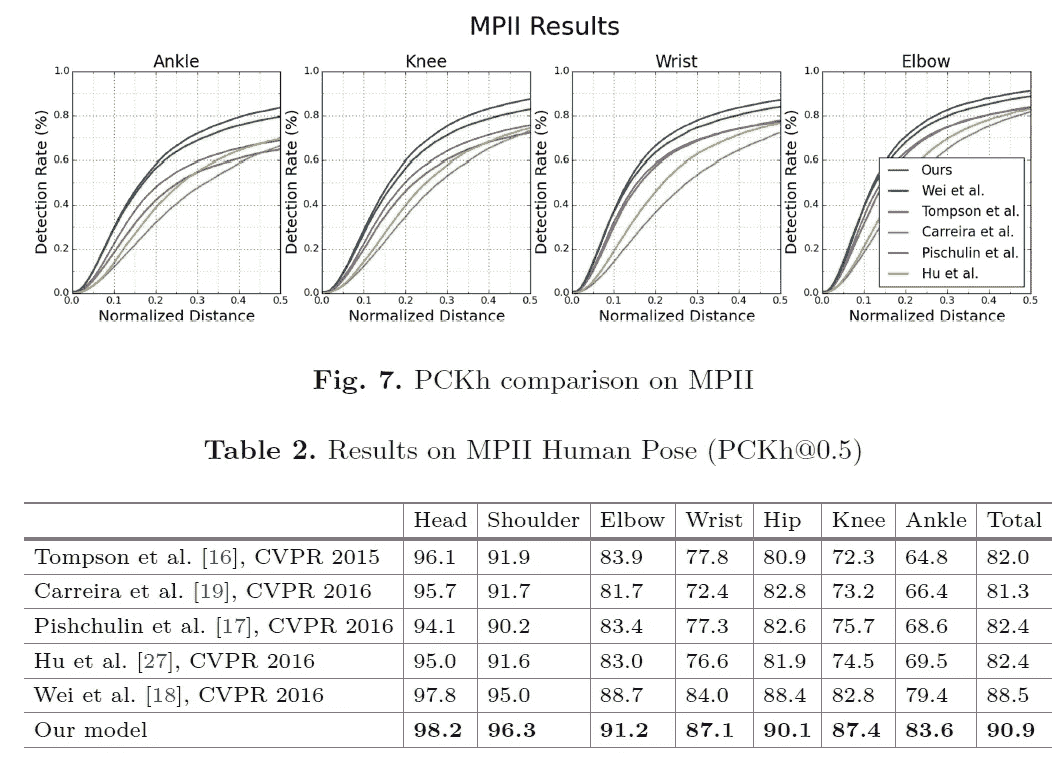 MPII Results
Ankle
Knee
Wrist
Elbow
1.0
0.8
0.6
0.4
0.2
0.0
Detection Rate (%)
0.0 0.1 0.2 0.3 0.4 0.5
Normalized Distance
1.0
0.8
0.6
0.4
0.2
0.0
Detection Rate (%)
0.0 0.1 0.2 0.3 0.4 0.5
Normalized Distance
1.0
0.8
0.6
0.4
0.2
0.0
Detection Rate (%)
0.0 0.1 0.2 0.3 0.4 0.5
Normalized Distance
1.0
0.8
0.6
0.4
0.2
0.0
Detection Rate (%)
0.0 0.1 0.2 0.3 0.4 0.5
Normalized Distance
Ours
Wei et al.
Tompson et al.
Carreira et al.
Pischulin et al.
Hu et al.
Fig. 7. PCKh comparison on MPII
Table 2. Results on MPII Human Pose (PCKh@0.5)
Head Shoulder Elbow Wrist Hip Knee Ankle Total
Tompson et al. [16], CVPR 2015 96.1 91.9 83.9 77.8 80.9 72.3 64.8 82.0
Carreira et al. [19], CVPR 2016 95.7 91.7 81.7 72.4 82.8 73.2 66.4 81.3
Pishchulin et al. [17], CVPR 2016 94.1 90.2 83.4 77.3 82.6 75.7 68.6 82.4
Hu et al. [27], CVPR 2016 95.0 91.6 83.0 76.6 81.9 74.5 69.5 82.4
Wei et al. [18], CVPR 2016 97.8 95.0 88.7 84.0 88.4 82.8 79.4 88.5
Our model 98.2 96.3 91.2 87.1 90.1 87.4 83.6 90.9